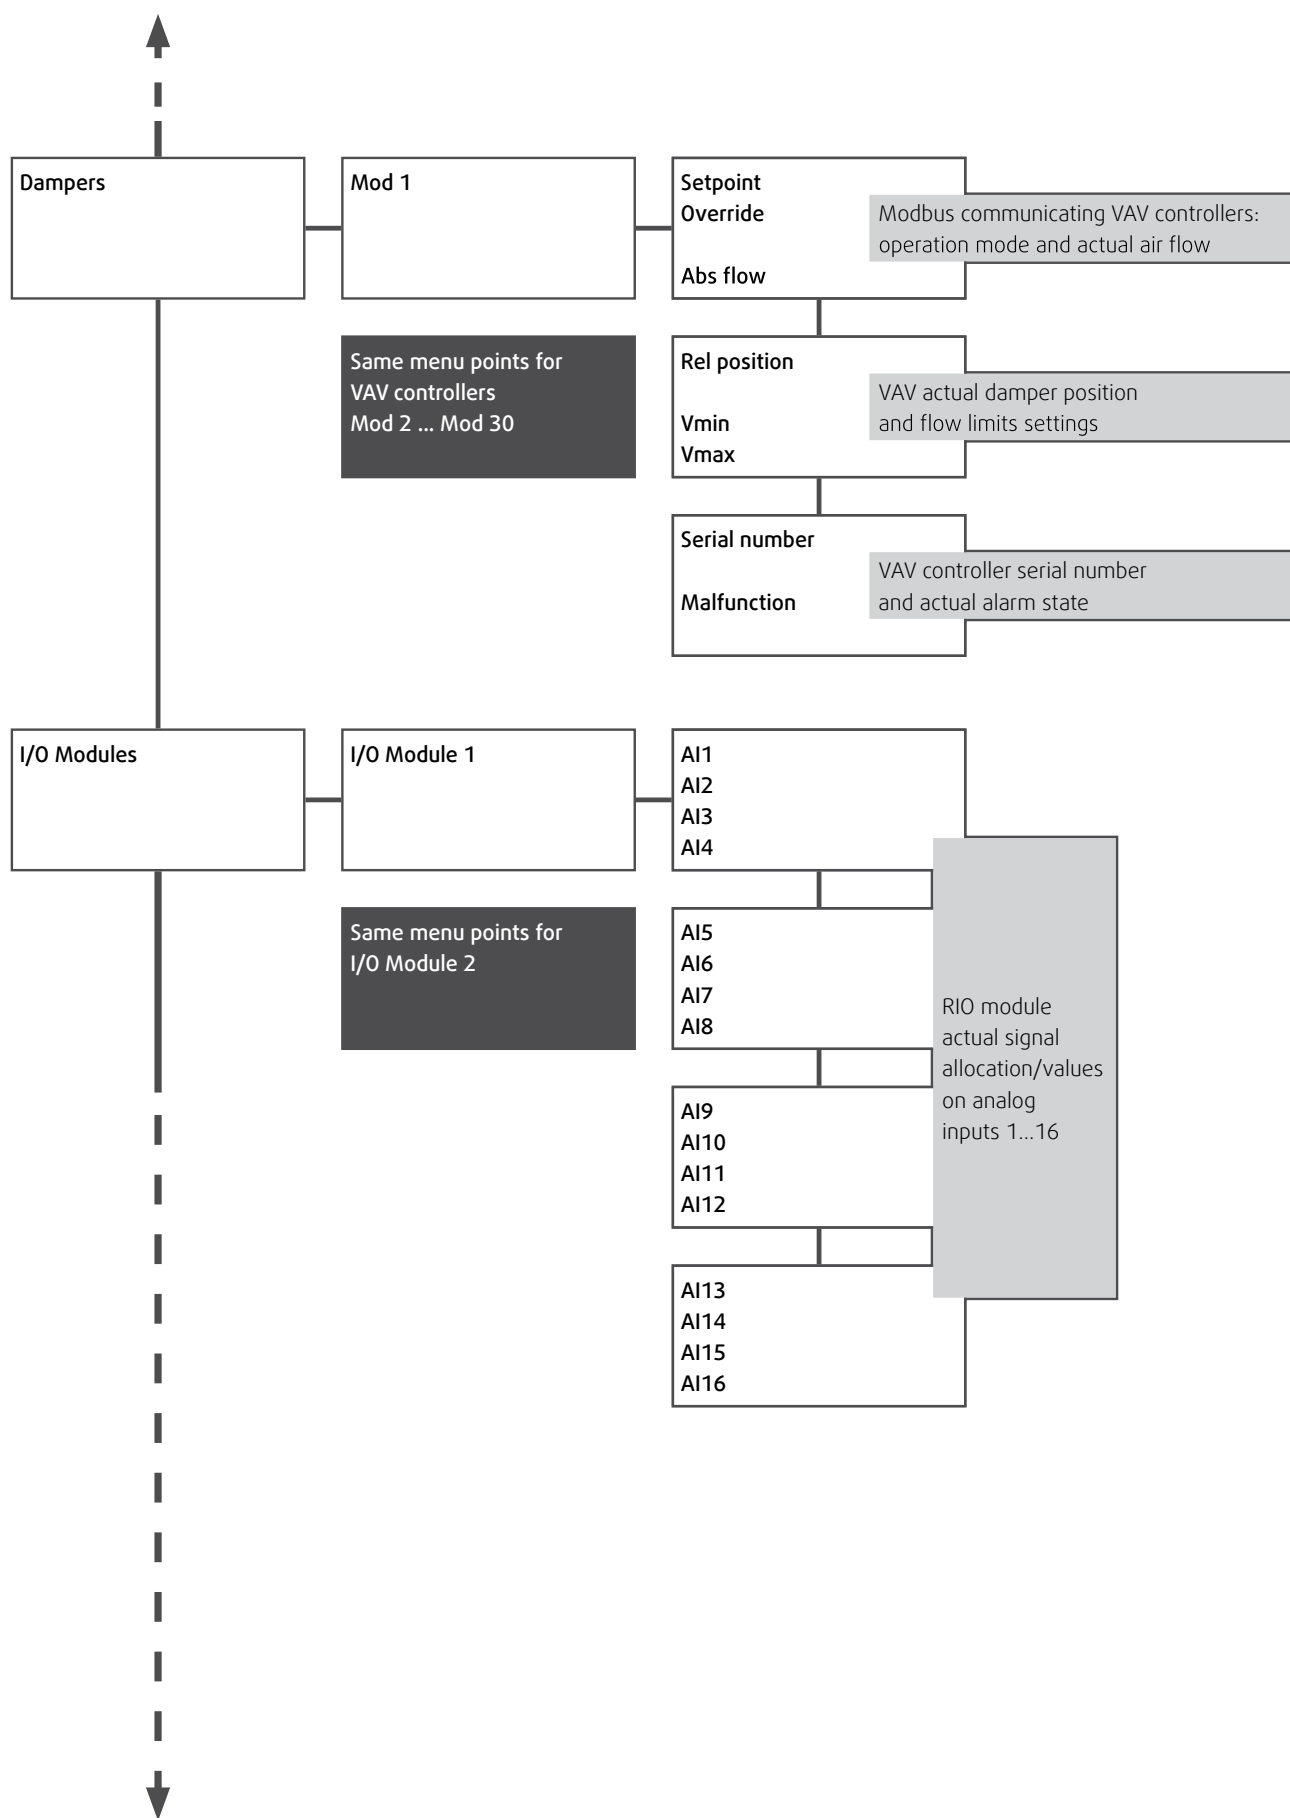 Dampers
Mod 1
Setpoint
Override
Abs flow
Modbus communicating VAV controllers:
operation mode and actual air flow
Same menu points for
VAV controllers
Mod 2 ... Mod 30
Rel position
Vmin
Vmax
VAV actual damper position
and flow limits settings
Serial number
Malfunction
VAV controller serial number
and actual alarm state
I/O Modules
I/O Module 1
AI1
AI2
AI3
AI4
Same menu points for
I/O Module 2
AI5
AI6
AI7
AI8
RIO module
actual signal
allocation/values
on analog
inputs 1...16
AI9
AI10
AI11
AI12
AI13
AI14
AI15
AI16